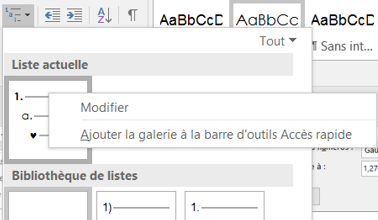 AaBbCcD AaBbCcD AaBbCcD
Tout
¶ Sans int...
Liste actuelle
1.
a.
Modifier
Ajouter la galerie à la barre d'outils Accès rapide
à :
1,27
Bibliothèque de listes
1)
1.